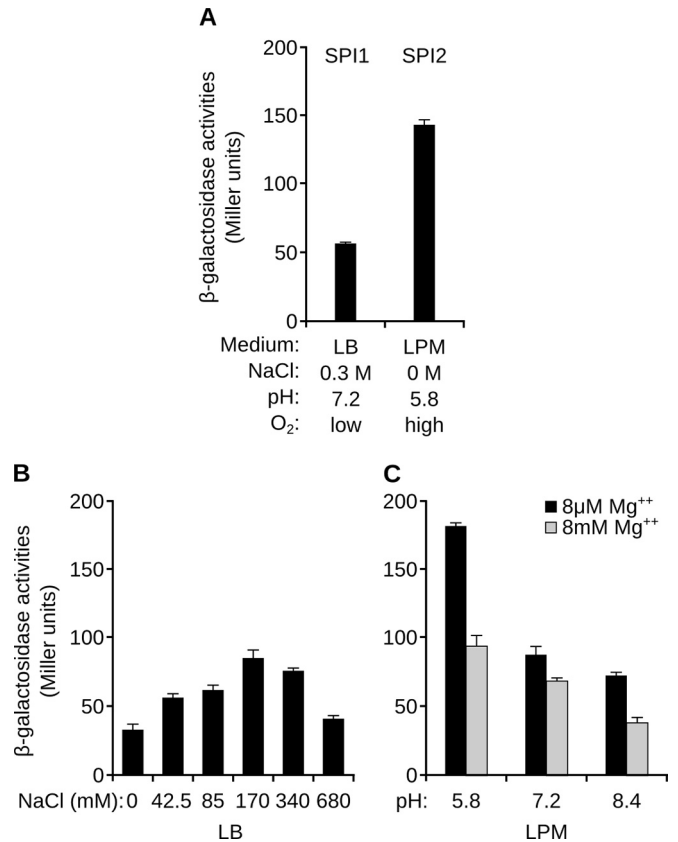 A
β-galactosidase activities
(Miller units)
200
150
100
50
0
SPI1 SPI2
Medium: LB LPM
NaCl: 0.3 M 0 M
pH: 7.2 5.8
O₂: low high
B
β-galactosidase activities
(Miller units)
200
150
100
50
0
NaCl (mM): 0 42.5 85 170 340 680
LB
C
200
150
100
50
0
8μM Mg⁺⁺
8mM Mg⁺⁺
pH: 5.8 7.2 8.4
LPM